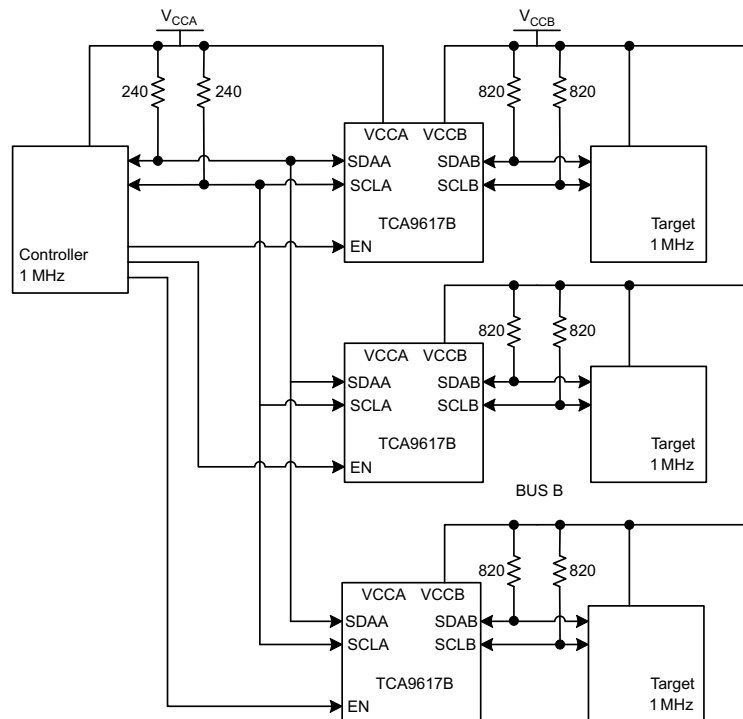 VCCA
VCCB
240
240
820
820
VCCA VCCB
SDAA SDAB
SCLA SCLB
TCA9617B
EN
Controller
1 MHz
Target
1 MHz
820
820
VCCA VCCB
SDAA SDAB
SCLA SCLB
TCA9617B
EN
Target
1 MHz
BUS B
820
820
VCCA VCCB
SDAA SDAB
SCLA SCLB
TCA9617B
EN
Target
1 MHz